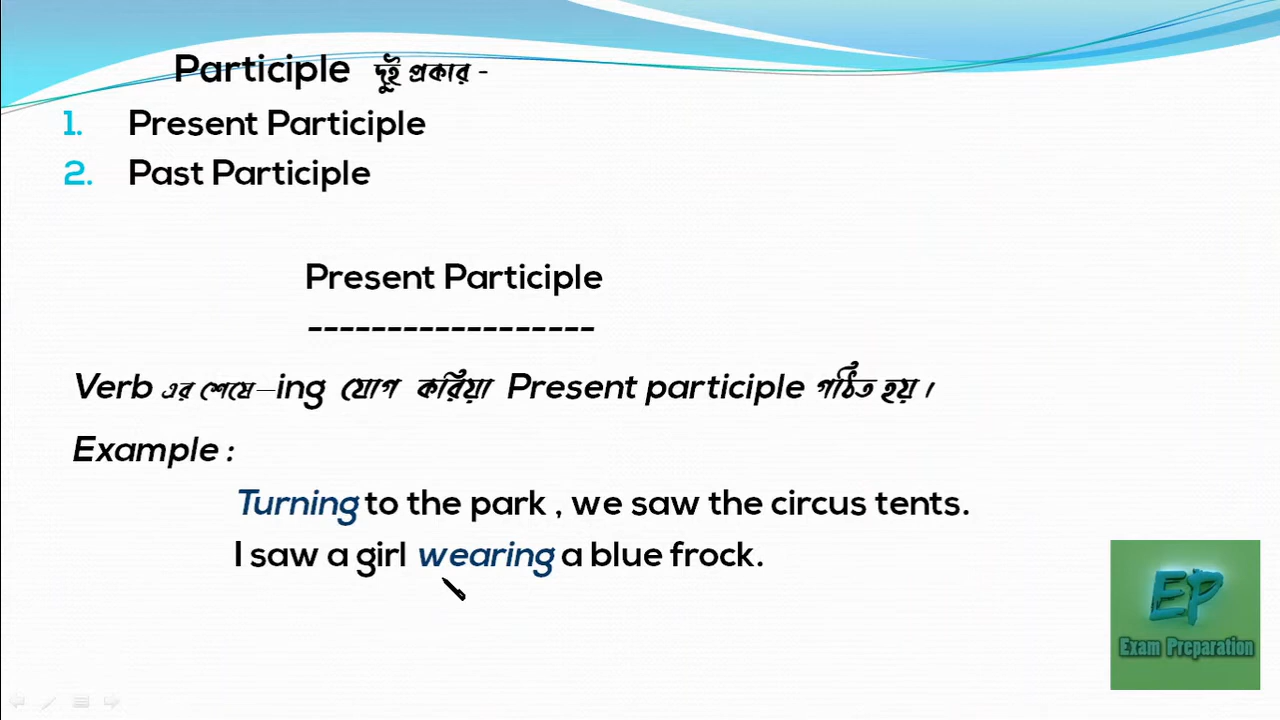 Participle দুই প্রকার -
1. Present Participle
2. Past Participle
Present Participle
------------------
Verb এর শেষে–ing যোগ করিয়া Present participle গঠিত হয় ।
Example :
Turning to the park , we saw the circus tents.
I saw a girl wearing a blue frock.
EP
Exam Preparation